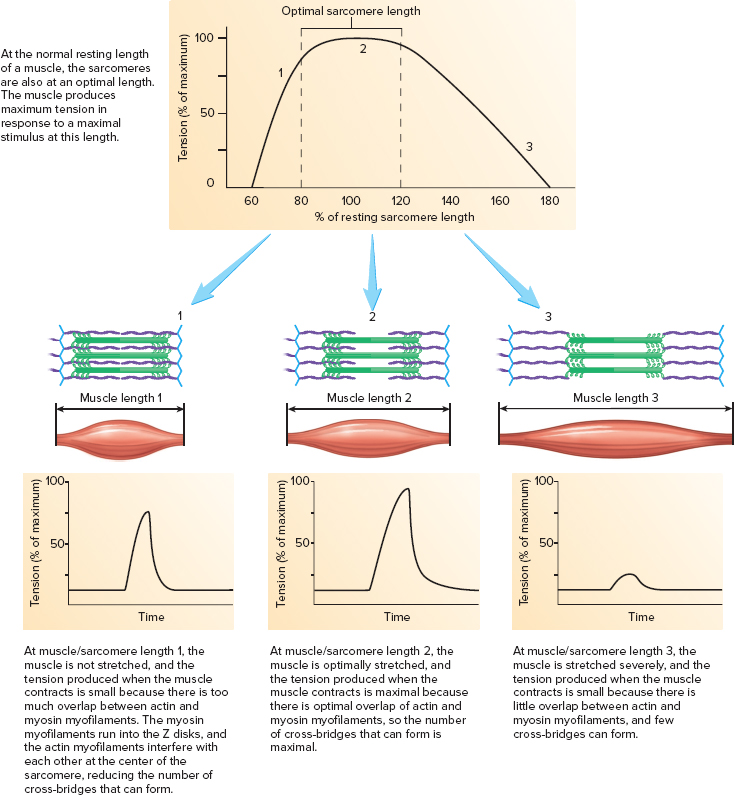 At the normal resting length
of a muscle, the sarcomeres
are also at an optimal length.
The muscle produces
maximum tension in
response to a maximal
stimulus at this length.
Optimal sarcomere length
Tension (% of maximum)
100
50
0
1
2
3
60 80 100 120 140 160 180
% of resting sarcomere length
1
Muscle length 1
2
Muscle length 2
3
Muscle length 3
Tension (% of maximum)
100
50
Time
Tension (% of maximum)
100
50
Time
Tension (% of maximum)
100
50
Time
At muscle/sarcomere length 1, the
muscle is not stretched, and the
tension produced when the muscle
contracts is small because there is too
much overlap between actin and
myosin myofilaments. The myosin
myofilaments run into the Z disks, and
the actin myofilaments interfere with
each other at the center of the
sarcomere, reducing the number of
cross-bridges that can form.
At muscle/sarcomere length 2, the
muscle is optimally stretched, and
the tension produced when the
muscle contracts is maximal because
there is optimal overlap of actin and
myosin myofilaments, so the number
of cross-bridges that can form is
maximal.
At muscle/sarcomere length 3, the
muscle is stretched severely, and the
tension produced when the muscle
contracts is small because there is
little overlap between actin and
myosin myofilaments, and few
cross-bridges can form.